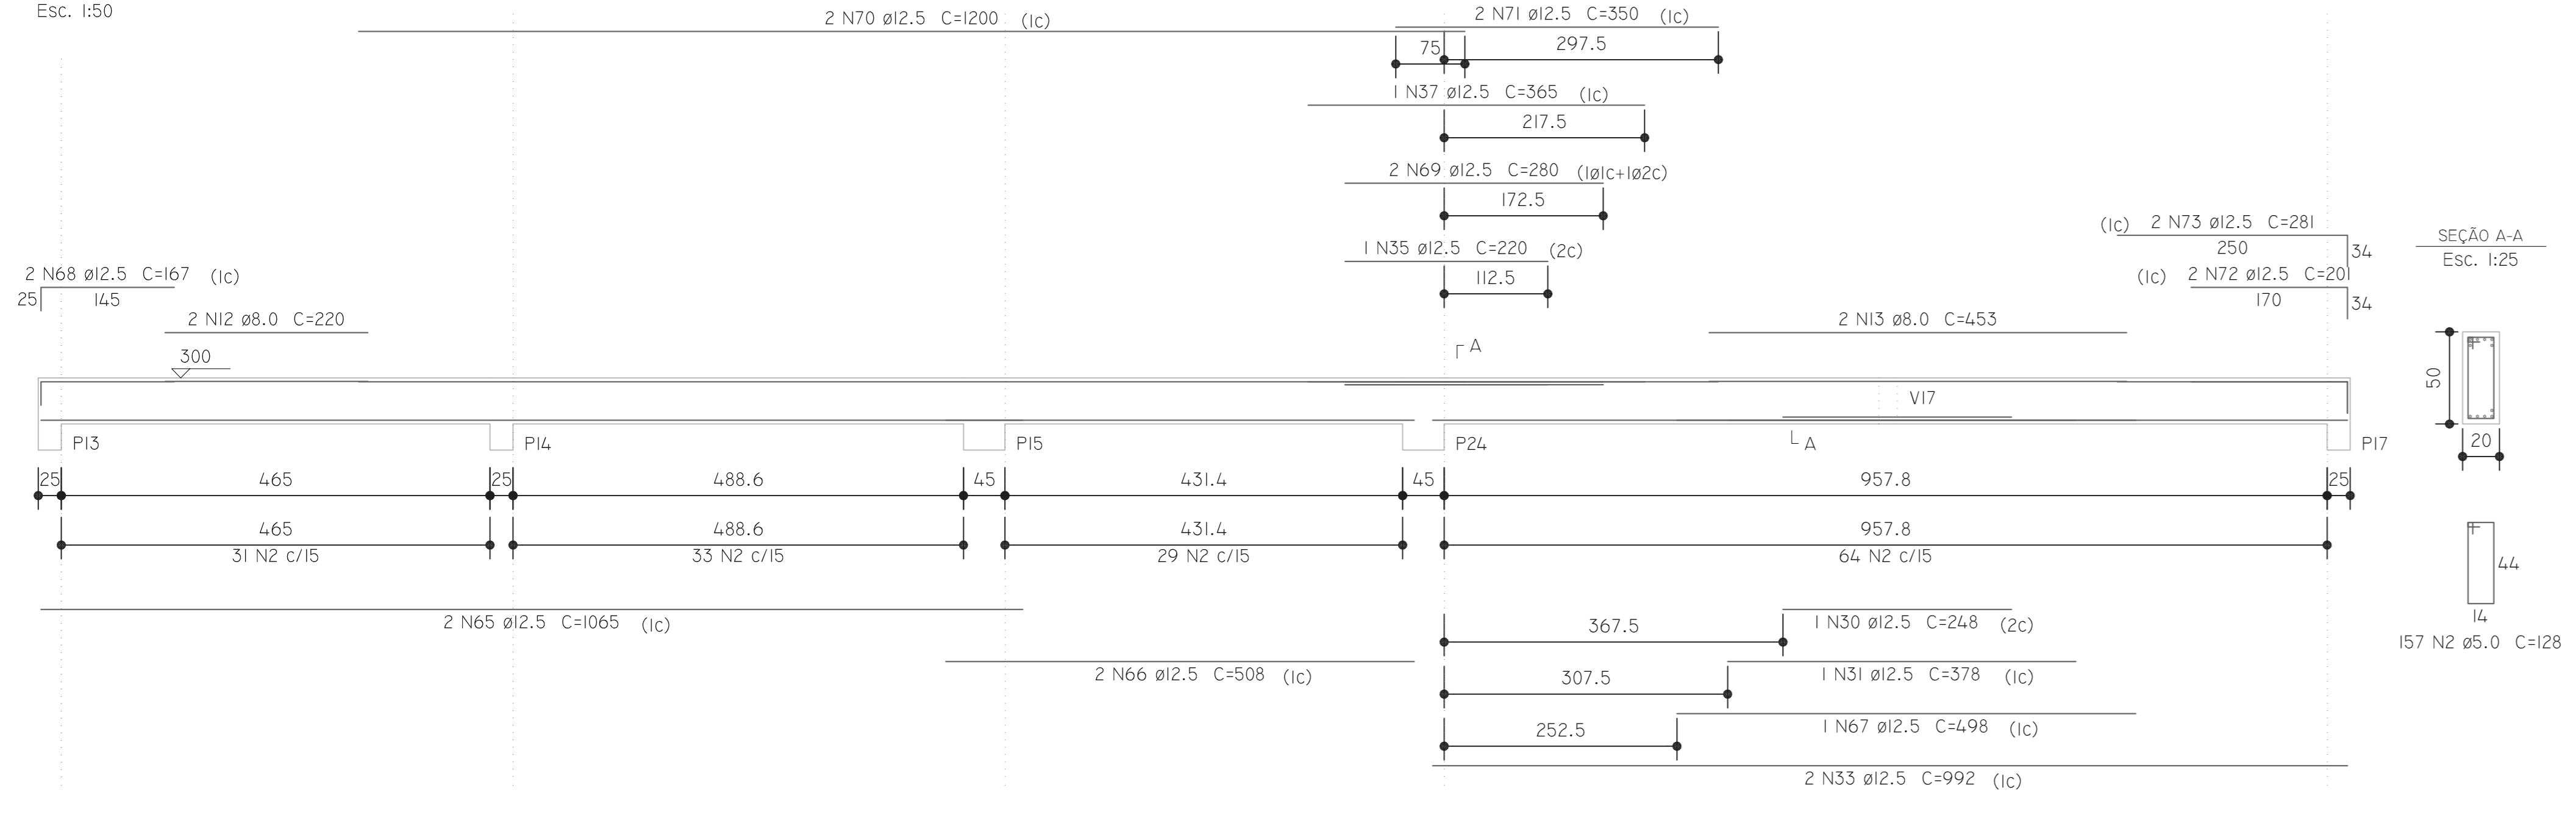 Esc. 1:50
2 N70 ø12.5 C=1200 (1c)
2 N71 ø12.5 C=350 (1c)
75
297.5
1 N37 ø12.5 C=365 (1c)
217.5
2 N69 ø12.5 C=280 (1ø1c+1ø2c)
172.5
1 N35 ø12.5 C=220 (2c)
112.5
(1c) 2 N73 ø12.5 C=281
250
34
(1c) 2 N72 ø12.5 C=201
170
34
2 N68 ø12.5 C=167 (1c)
25
145
2 N12 ø8.0 C=220
300
2 N13 ø8.0 C=453
A
V17
A
P13
P14
P15
P24
P17
25 465 25 488.6 45 431.4 45 957.8 25
465 488.6 431.4 957.8
31 N2 c/15 33 N2 c/15 29 N2 c/15 64 N2 c/15
2 N65 ø12.5 C=1065 (1c)
2 N66 ø12.5 C=508 (1c)
367.5
1 N30 ø12.5 C=248 (2c)
307.5
1 N31 ø12.5 C=378 (1c)
252.5
1 N67 ø12.5 C=498 (1c)
2 N33 ø12.5 C=992 (1c)
SEÇÃO A-A
Esc. 1:25
50
20
44
14
157 N2 ø5.0 C=128